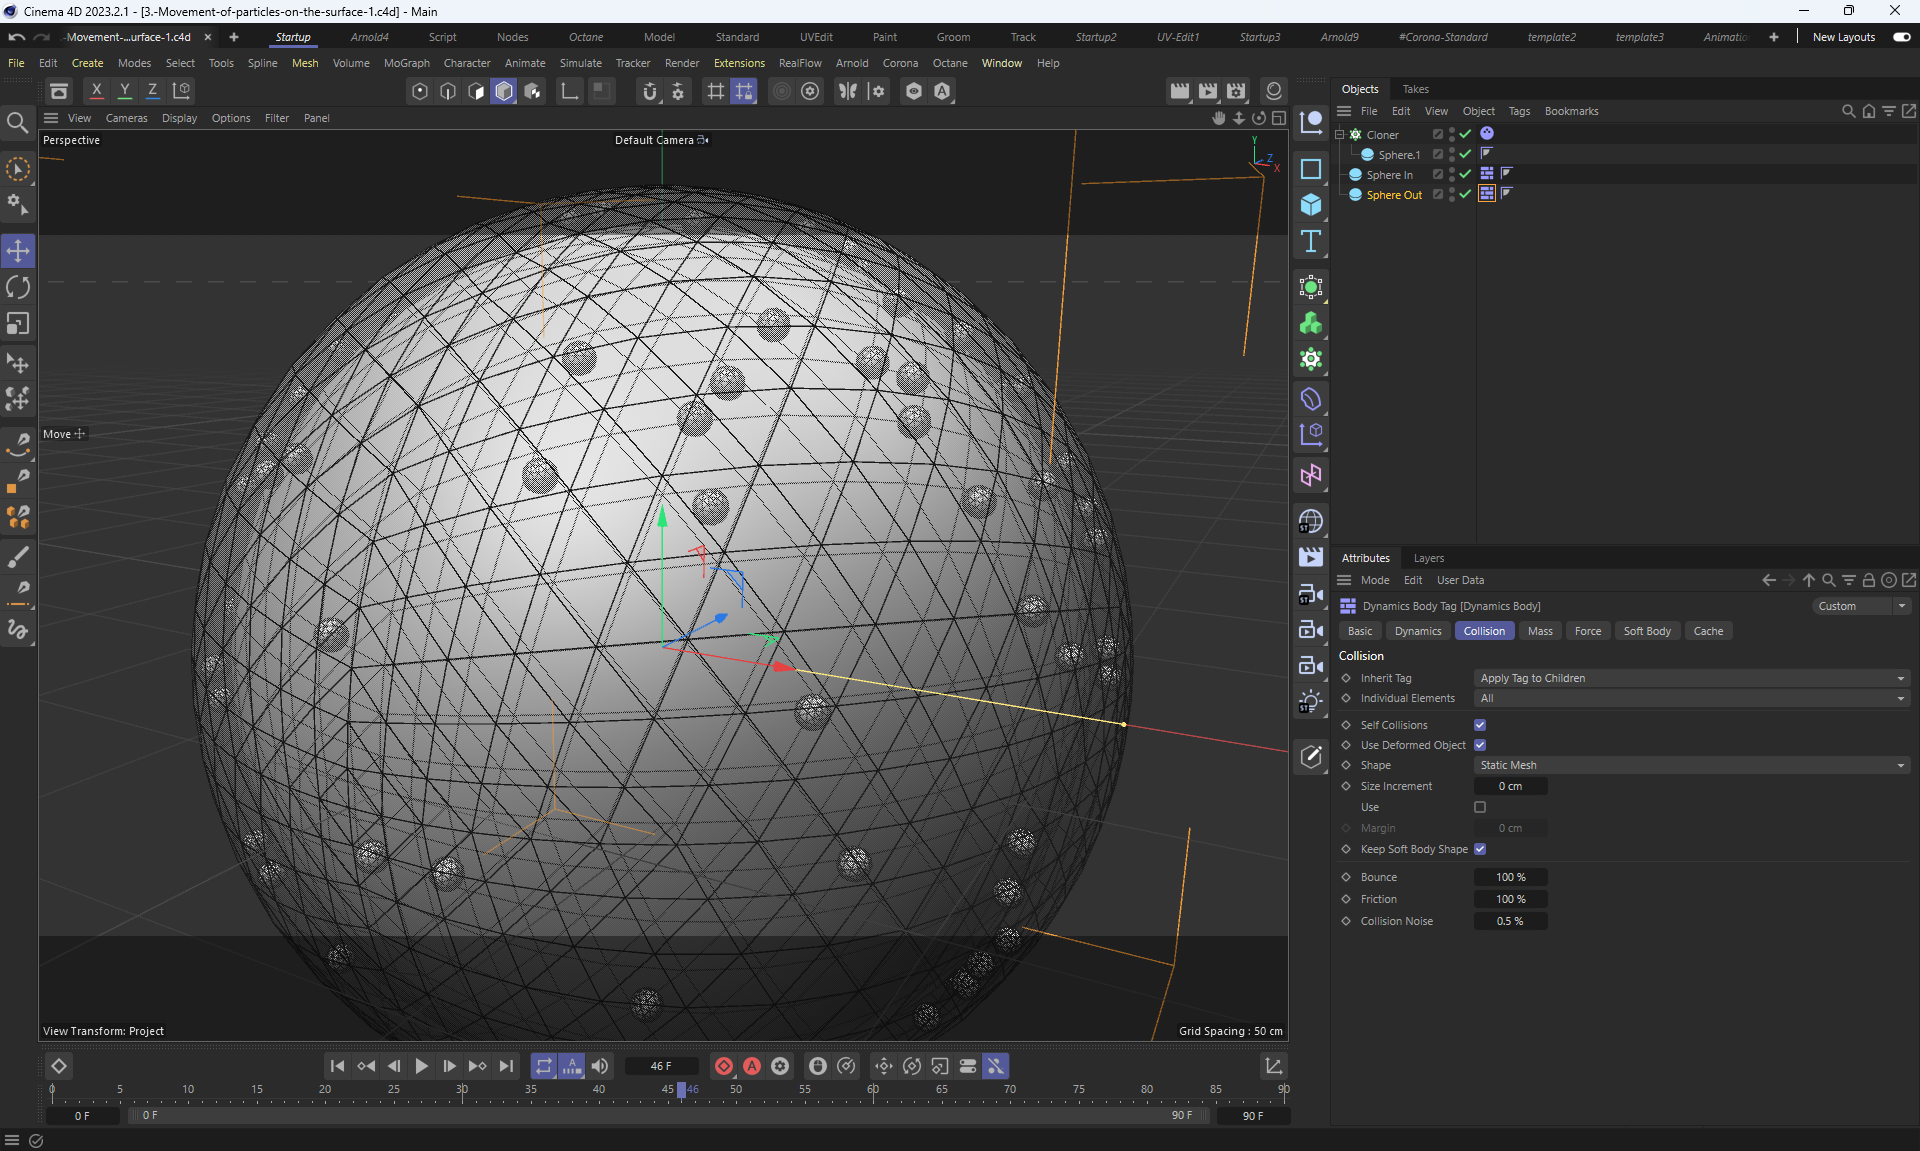 Cinema 4D 2023.2.1 - [3.-Movement-of-particles-on-the-surface-1.c4d] - Main
-Movement-...urface-1.c4d Startup Arnold4 Script Nodes Octane Model Standard UVEdit Paint Groom Track Startup2 UV-Edit1 Startup3 Arnold9 #Corona-Standard template2 template3 Animatio New Layouts
File Edit Create Modes Select Tools Spline Mesh Volume MoGraph Character Animate Simulate Tracker Render Extensions RealFlow Arnold Corona Octane Window Help
X Y Z
Objects Takes
View Cameras Display Options Filter Panel
File Edit View Object Tags Bookmarks
Perspective
Default Camera
Y
Z
X
Cloner
Sphere.1
Sphere In
Sphere Out
Move
Attributes Layers
Mode Edit User Data
Dynamics Body Tag [Dynamics Body]
Custom
Basic Dynamics Collision Mass Force Soft Body Cache
Collision
Inherit Tag Apply Tag to Children
Individual Elements All
Self Collisions
Use Deformed Object
Shape Static Mesh
Size Increment 0 cm
Use
Margin 0 cm
Keep Soft Body Shape
Bounce 100 %
Friction 100 %
Collision Noise 0.5 %
ST
ST
ST
View Transform: Project
Grid Spacing : 50 cm
46 F
0 5 10 15 20 25 30 35 40 45 46 50 55 60 65 70 75 80 85 90
0 F 0 F 90 F 90 F